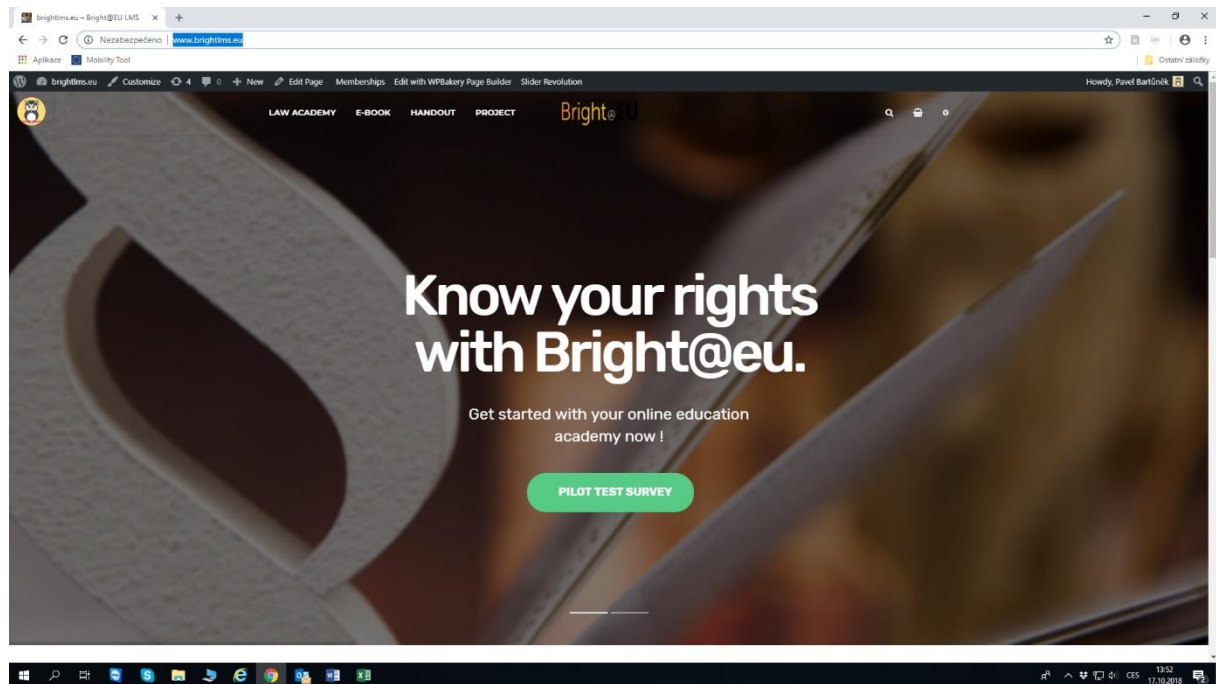 brightlms.eu – Bright@EU LMS
Nezabezpečeno | www.brightlms.eu
Aplikace Mobility Tool Ostatní záložky
brightlms.eu Customize 4 0 New Edit Page Memberships Edit with WPBakery Page Builder Slider Revolution Howdy, Pavel Bartůněk
LAW ACADEMY E-BOOK HANDOUT PROJECT Bright@EU 0
Know your rights
with Bright@eu.
Get started with your online education
academy now !
PILOT TEST SURVEY
CES 13:52
17.10.2018